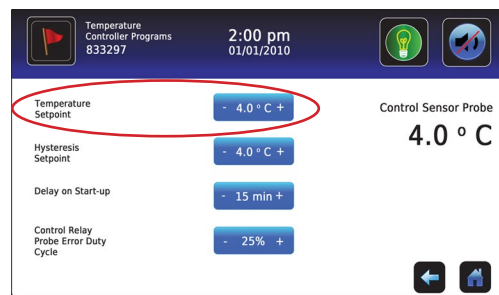 Temperature
Controller Programs
833297
2:00 pm
01/01/2010
Temperature
Setpoint
- 4.0 ° C +
Control Sensor Probe
4.0 ° C
Hysteresis
Setpoint
- 4.0 ° C +
Delay on Start-up
- 15 min +
Control Relay
Probe Error Duty
Cycle
- 25% +